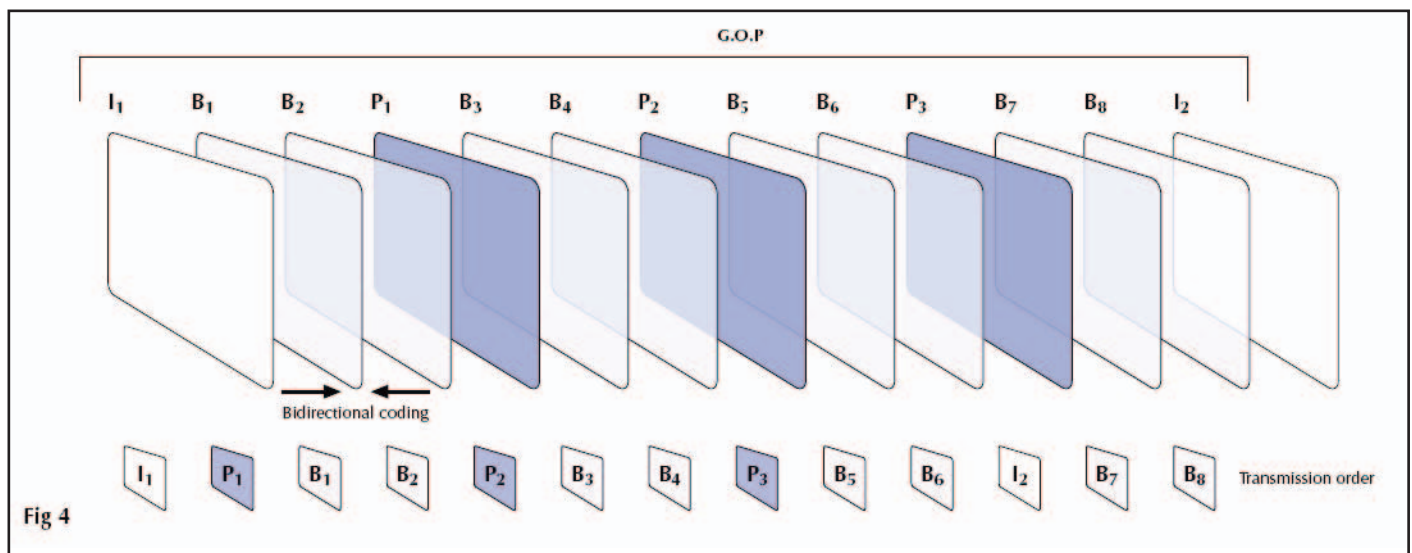 G.O.P
I₁ B₁ B₂ P₁ B₃ B₄ P₂ B₅ B₆ P₃ B₇ B₈ I₂
Bidirectional coding
I₁ P₁ B₁ B₂ P₂ B₃ B₄ P₃ B₅ B₆ I₂ B₇ B₈ Transmission order
Fig 4